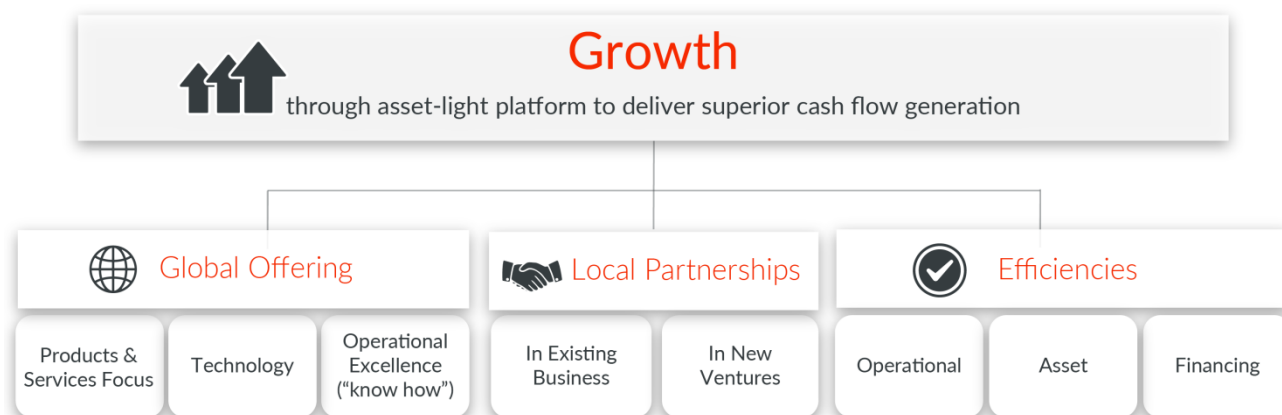 Growth
through asset-light platform to deliver superior cash flow generation
Global Offering
Local Partnerships
Efficiencies
Products &
Services Focus
Technology
Operational
Excellence
(“know how”)
In Existing
Business
In New
Ventures
Operational
Asset
Financing